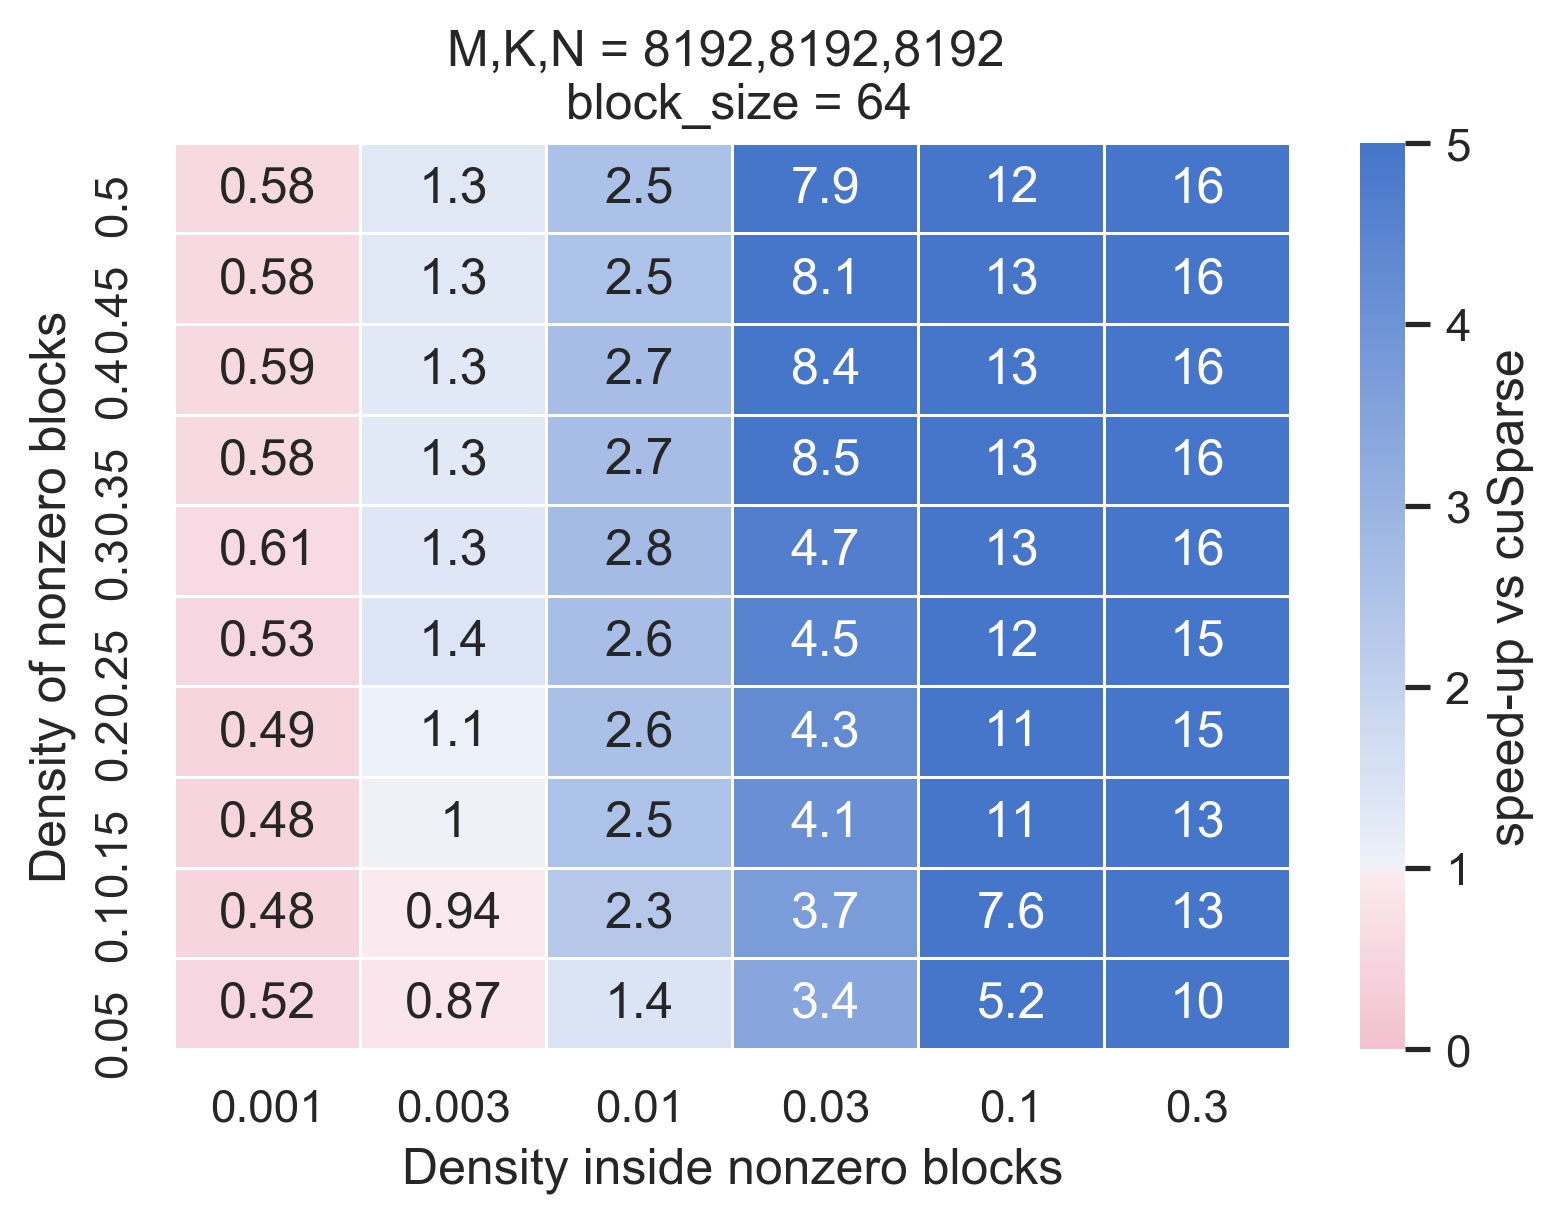 M,K,N = 8192,8192,8192
block_size = 64
Density of nonzero blocks
0.5 0.58 1.3 2.5 7.9 12 16
0.45 0.58 1.3 2.5 8.1 13 16
0.4 0.59 1.3 2.7 8.4 13 16
0.35 0.58 1.3 2.7 8.5 13 16
0.3 0.61 1.3 2.8 4.7 13 16
0.25 0.53 1.4 2.6 4.5 12 15
0.2 0.49 1.1 2.6 4.3 11 15
0.15 0.48 1 2.5 4.1 11 13
0.1 0.48 0.94 2.3 3.7 7.6 13
0.05 0.52 0.87 1.4 3.4 5.2 10
0.001 0.003 0.01 0.03 0.1 0.3
Density inside nonzero blocks
5
4
3
2
1
0
speed-up vs cuSparse